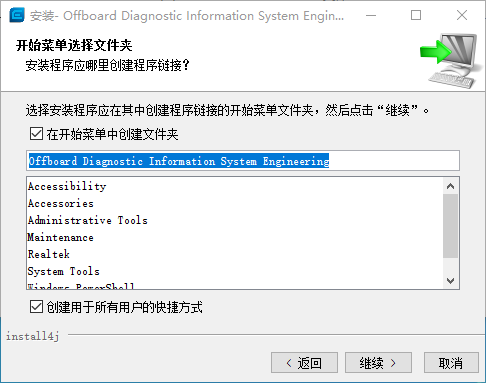 安装- Offboard Diagnostic Information System Engin...
开始菜单选择文件夹
安装程序应哪里创建程序链接?
选择安装程序应在其中创建程序链接的开始菜单文件夹，然后点击“继续”。
在开始菜单中创建文件夹
Offboard Diagnostic Information System Engineering
Accessibility
Accessories
Administrative Tools
Maintenance
Realtek
System Tools
Windows PowerShell
创建用于所有用户的快捷方式
install4j
< 返回
继续 >
取消